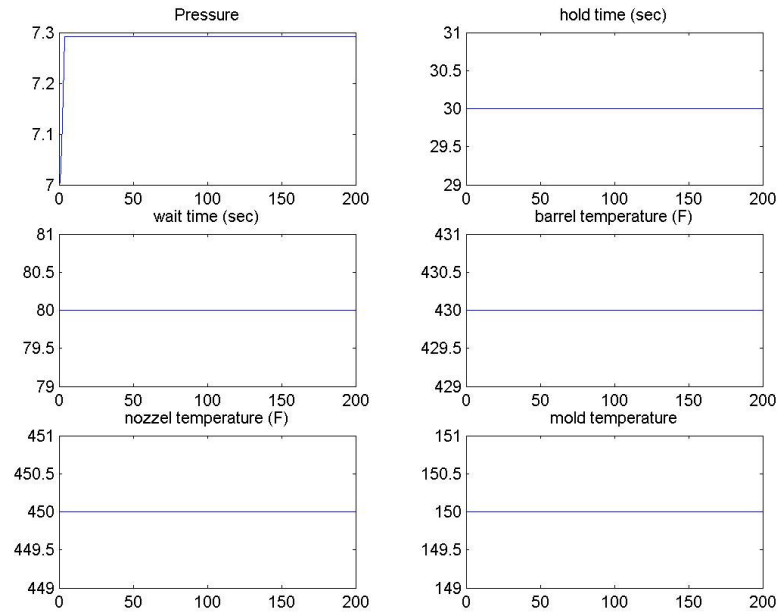 Pressure
7.3
7.2
7.1
7
0 50 100 150 200
hold time (sec)
31
30.5
30
29.5
29
0 50 100 150 200
wait time (sec)
81
80.5
80
79.5
79
0 50 100 150 200
barrel temperature (F)
431
430.5
430
429.5
429
0 50 100 150 200
nozzel temperature (F)
451
450.5
450
449.5
449
0 50 100 150 200
mold temperature
151
150.5
150
149.5
149
0 50 100 150 200